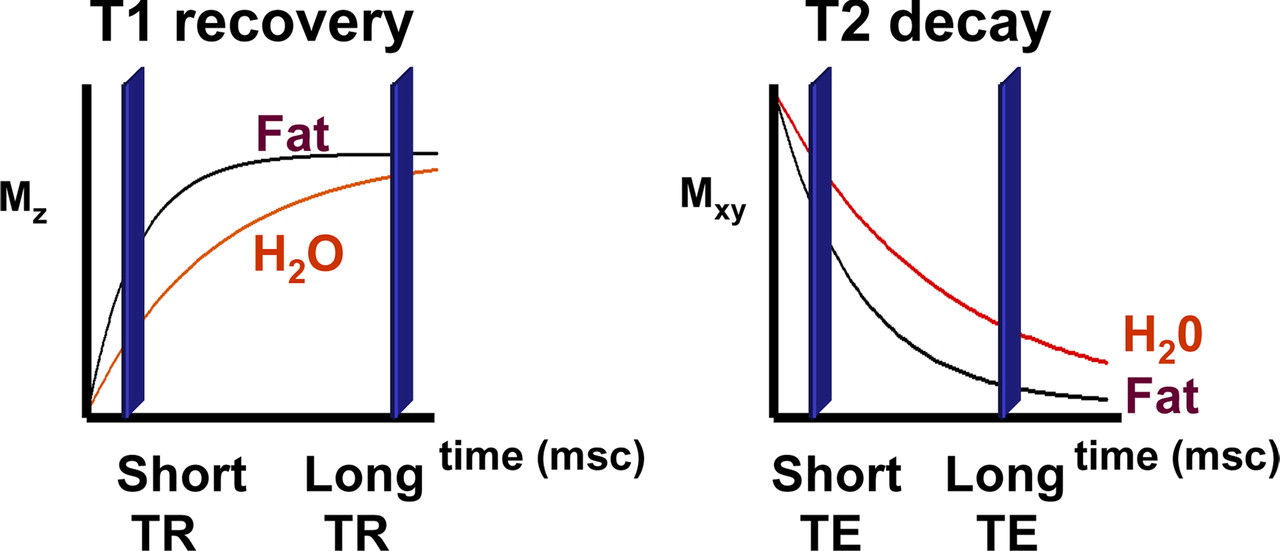 T1 recovery
Fat
Mz
H2O
time (msc)
Short
TR
Long
TR
T2 decay
Mxy
H20
Fat
time (msc)
Short
TE
Long
TE